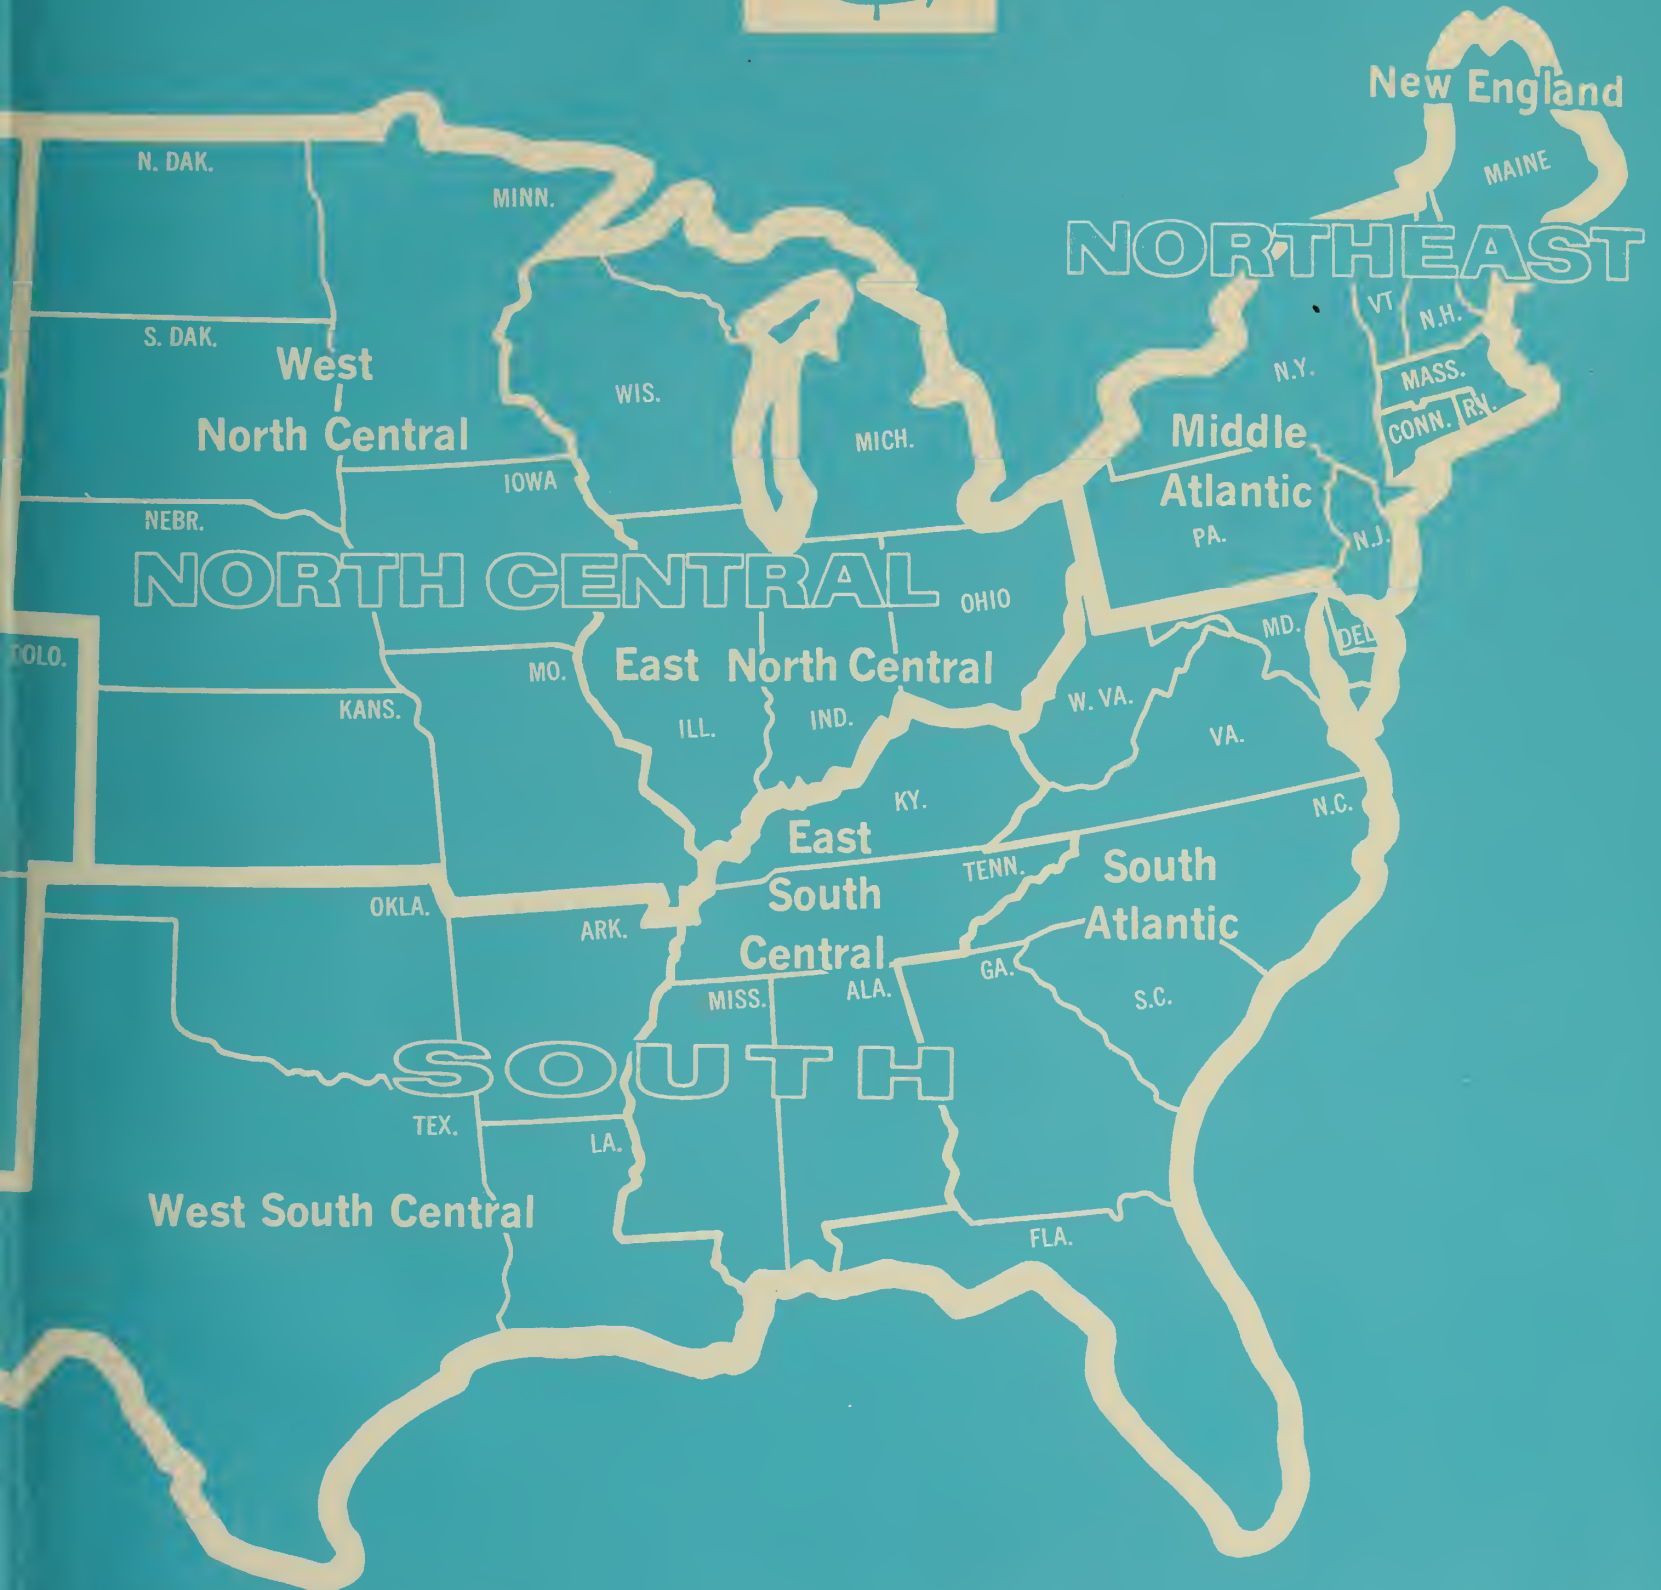 New England
MAINE
N. DAK.
MINN.
NORTHEAST
VT
N.H.
S. DAK.
West
North Central
WIS.
N.Y.
MASS.
CONN.
R.I.
Middle
Atlantic
MICH.
IOWA
NEBR.
PA.
N.J.
NORTH CENTRAL
OHIO
MD.
DEL
MO.
East North Central
KANS.
ILL.
IND.
W. VA.
VA.
KY.
N.C.
East
South
Central
TENN.
South
Atlantic
OKLA.
ARK.
GA.
MISS.
ALA.
S.C.
SOUTH
TEX.
LA.
West South Central
FLA.